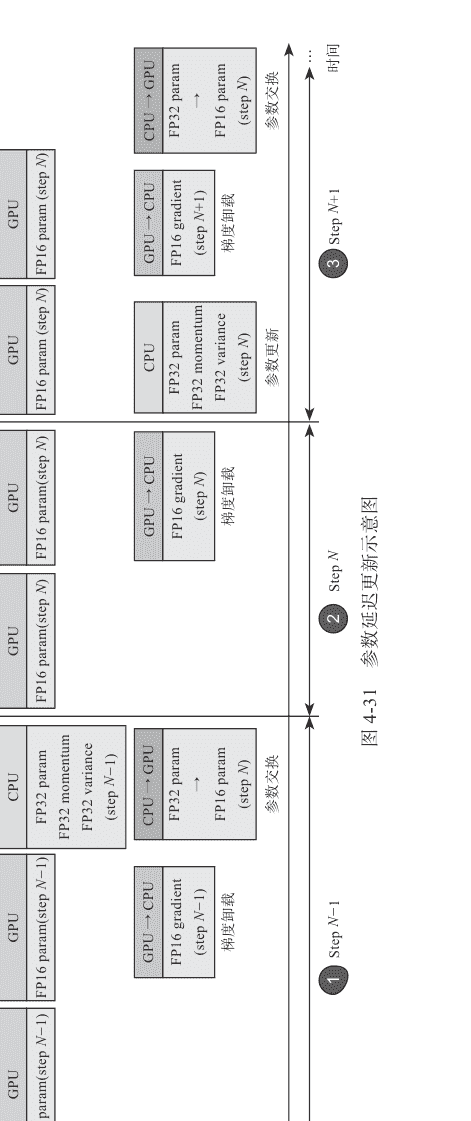 GPU
param(step N−1)
GPU
FP16 param(step N−1)
CPU
FP32 param
FP32 momentum
FP32 variance
(step N−1)
GPU
FP16 param(step N)
GPU
FP16 param(step N)
GPU
FP16 param (step N)
GPU
FP16 param (step N)
GPU → CPU
FP16 gradient
(step N−1)
梯度卸载
CPU → GPU
FP32 param
→
FP16 param
(step N)
参数交换
GPU → CPU
FP16 gradient
(step N)
梯度卸载
CPU
FP32 param
FP32 momentum
FP32 variance
(step N)
参数更新
GPU → CPU
FP16 gradient
(step N+1)
梯度卸载
CPU → GPU
FP32 param
→
FP16 param
(step N)
参数交换
…
时间
1 Step N−1
2 Step N
3 Step N+1
图 4-31 参数延迟更新示意图